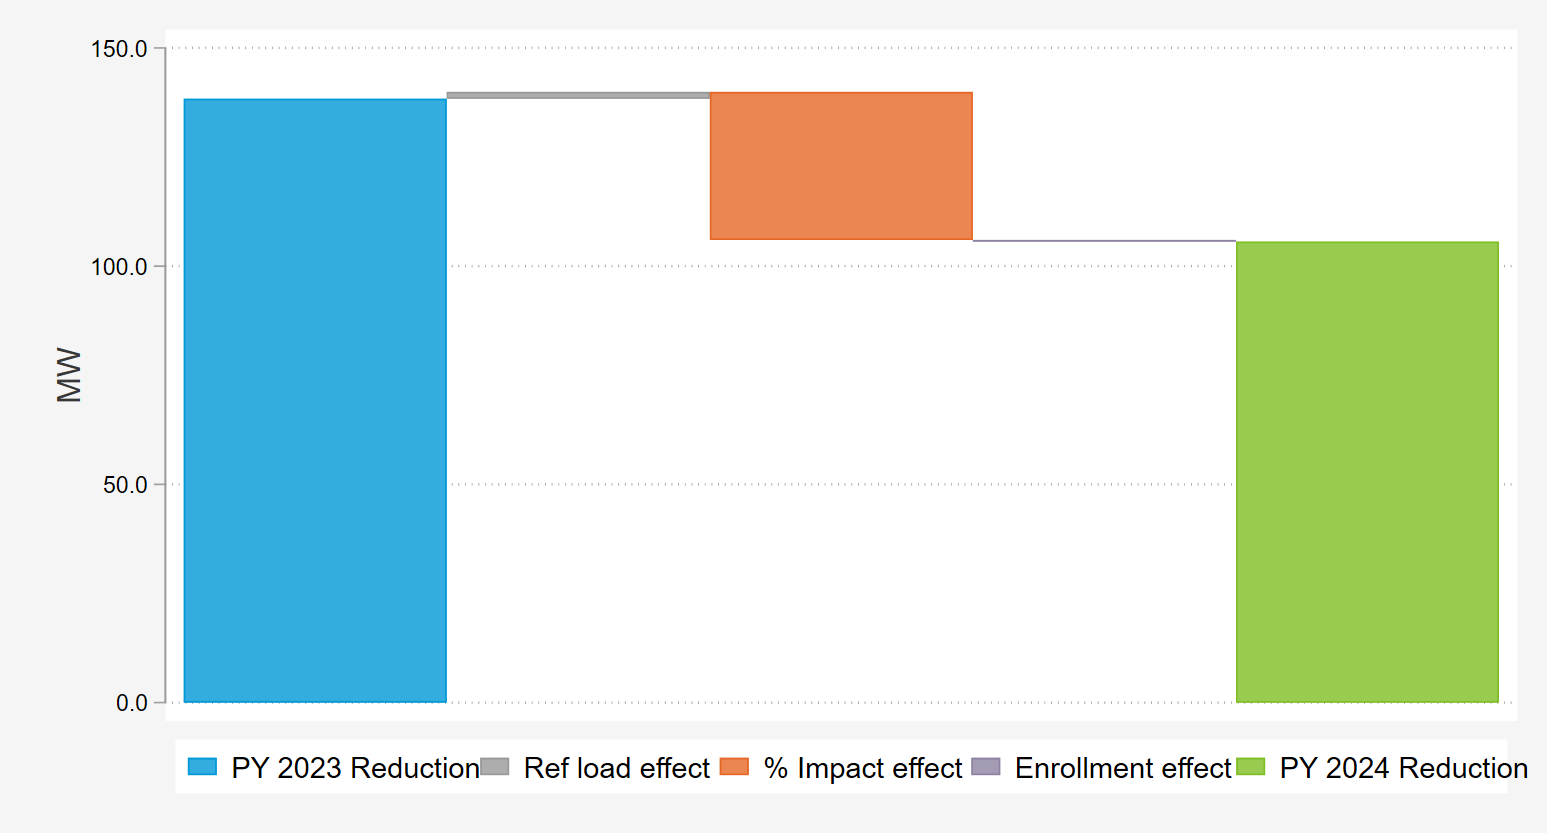 150.0
100.0
50.0
0.0
MW
PY 2023 Reduction Ref load effect % Impact effect Enrollment effect PY 2024 Reduction